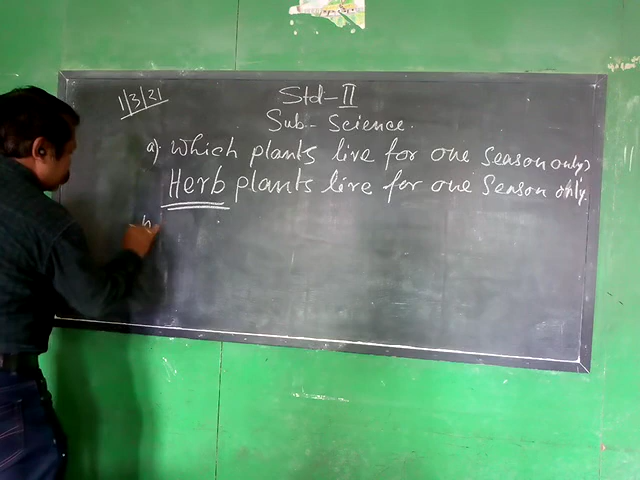 1/3/21
Std-II
Sub-Science.
a). Which plants live for one season only?
Herb plants live for one season only.
b